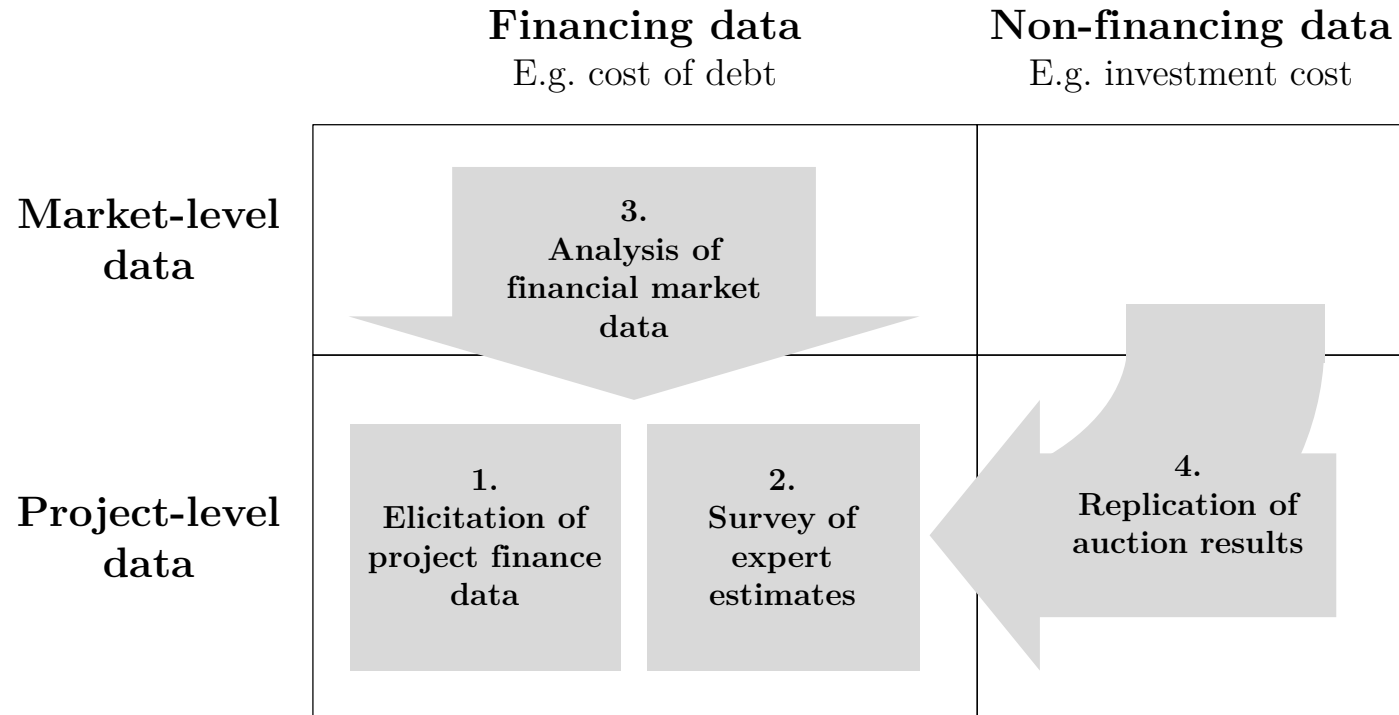 Financing data
E.g. cost of debt
Non-financing data
E.g. investment cost
Market-level
data
3.
Analysis of
financial market
data
Project-level
data
1.
Elicitation of
project finance
data
2.
Survey of
expert
estimates
4.
Replication of
auction results